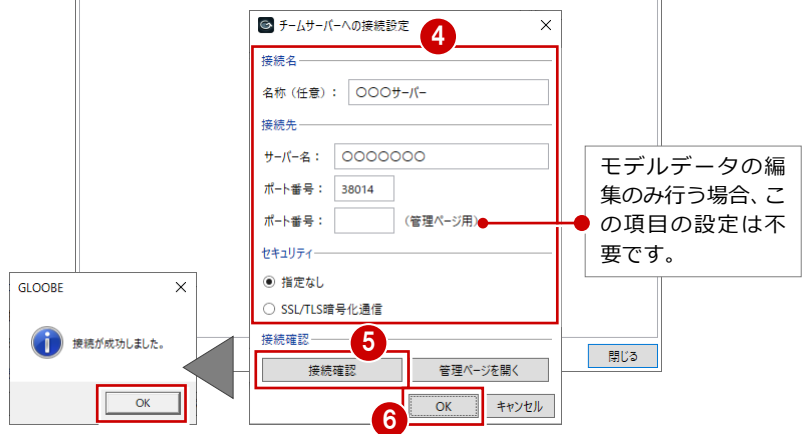 チームサーバーへの接続設定
4
接続名
名称（任意）： 〇〇〇サーバー
接続先
サーバー名： 〇〇〇〇〇〇〇
ポート番号： 38014
ポート番号： （管理ページ用）
モデルデータの編
集のみ行う場合、こ
の項目の設定は不
要です。
セキュリティ
指定なし
SSL/TLS暗号化通信
GLOOBE
接続が成功しました。
OK
接続確認
5
接続確認 管理ページを開く
閉じる
6
OK キャンセル